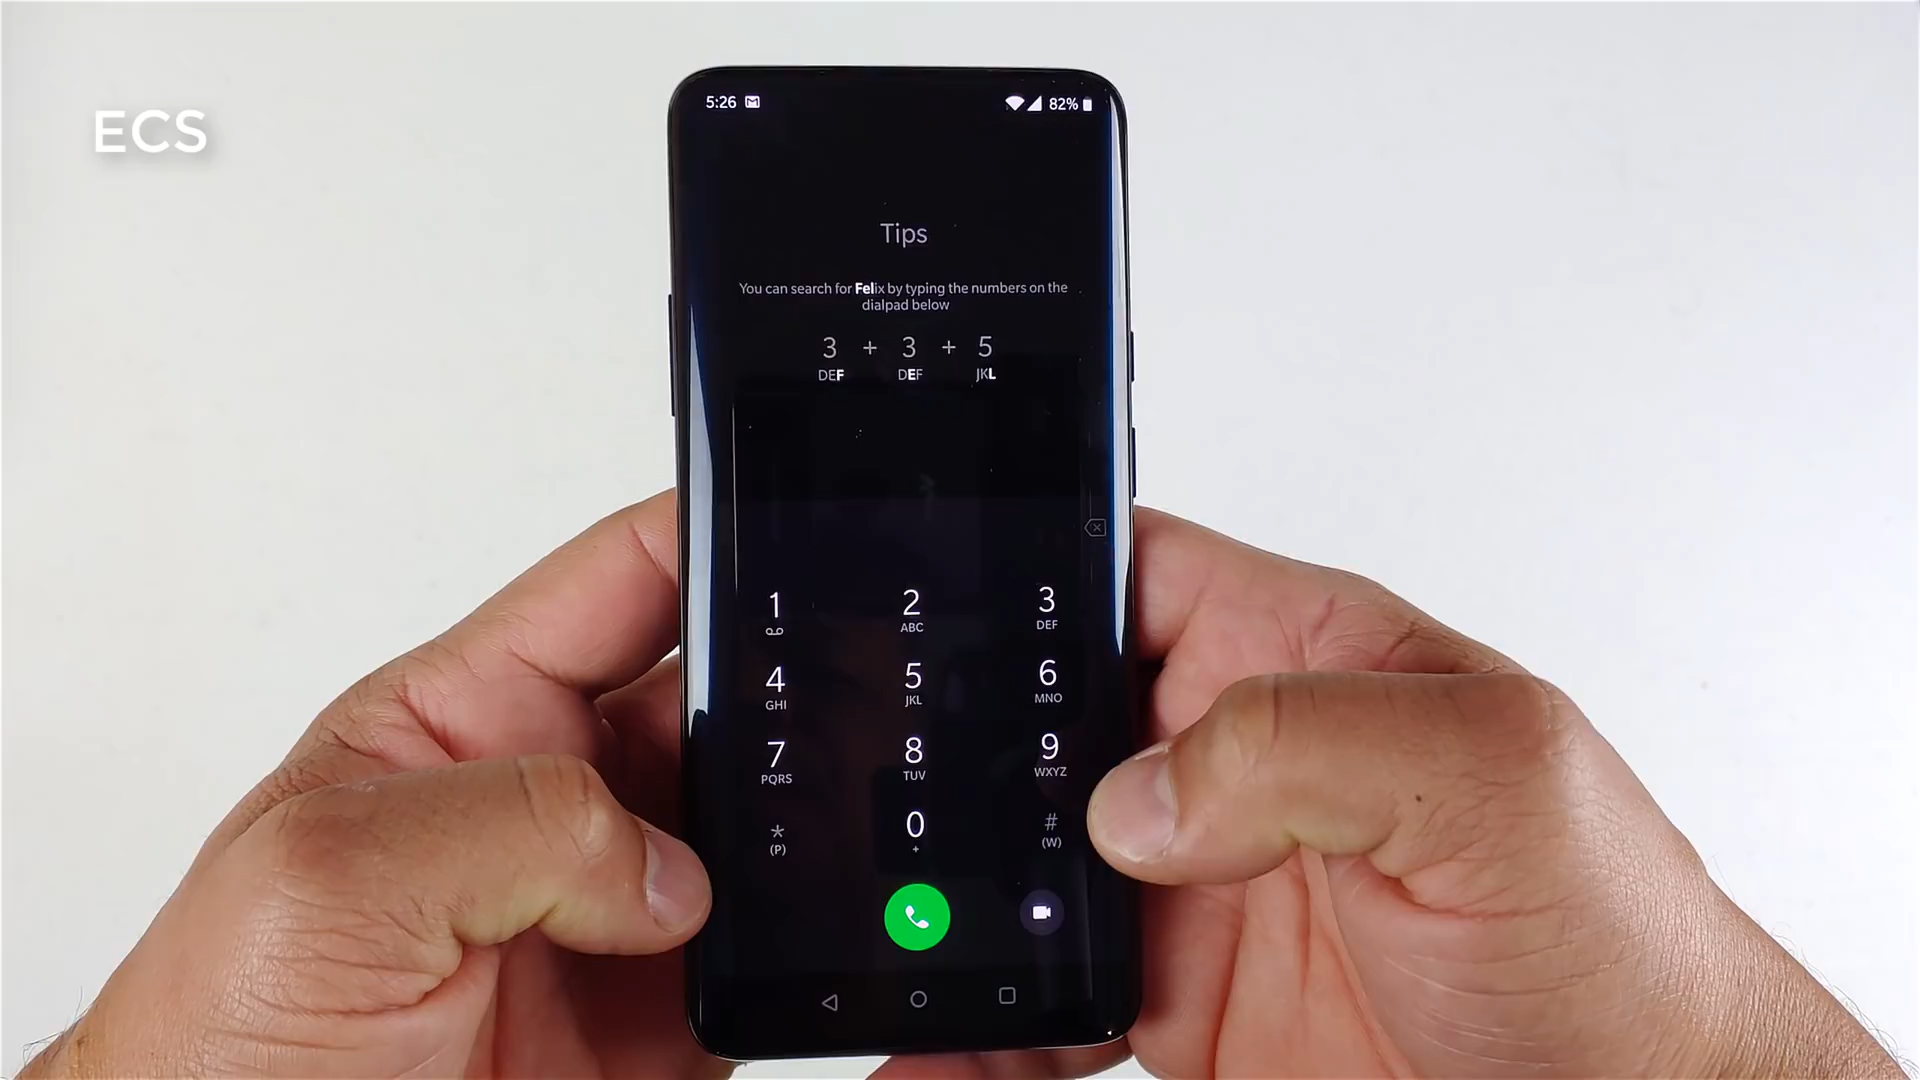 ECS
5:26
82%
Tips
You can search for Felix by typing the numbers on the
dialpad below
3 + 3 + 5
DEF DEF JKL
1 2 3
ABC DEF
4 5 6
GHI JKL MNO
7 8 9
PQRS TUV WXYZ
* 0 #
(P) + (W)